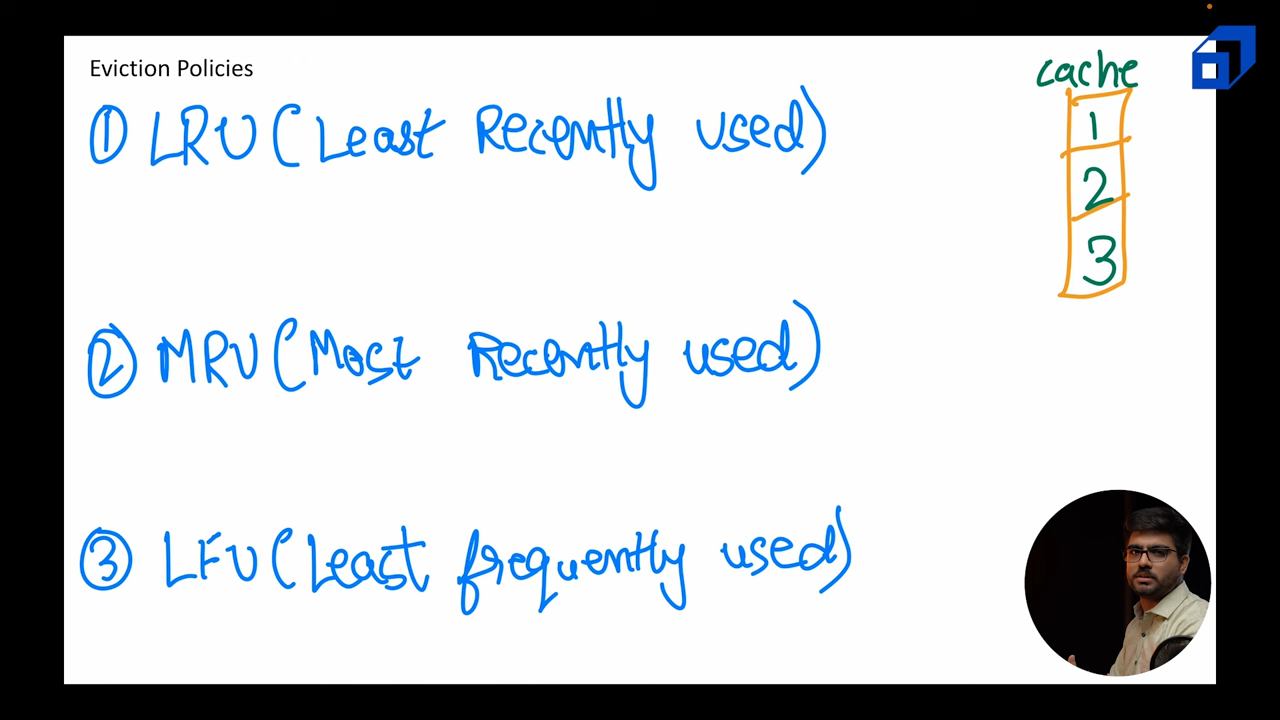 Eviction Policies
cache
① LRU (Least Recently used)
1
2
3
② MRU (Most Recently used)
③ LFU (Least frequently used)